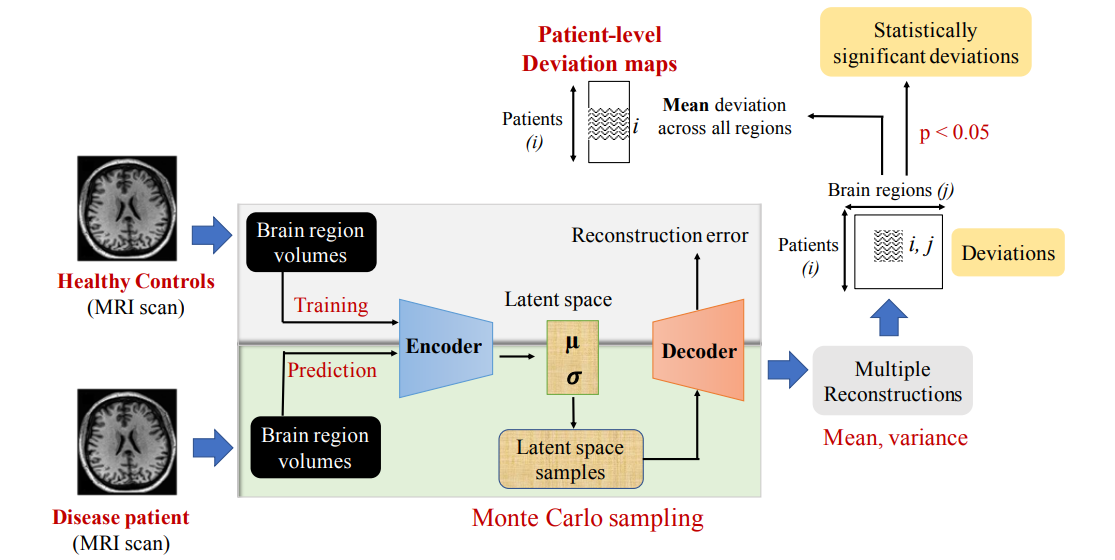 Patient-level
Deviation maps
Statistically
significant deviations
Patients
(i)
i
Mean deviation
across all regions
p < 0.05
Brain regions (j)
Patients
(i)
i, j
Deviations
Healthy Controls
(MRI scan)
Brain region
volumes
Training
Reconstruction error
Latent space
Encoder
μ
σ
Decoder
Prediction
Brain region
volumes
Latent space
samples
Multiple
Reconstructions
Mean, variance
Disease patient
(MRI scan)
Monte Carlo sampling